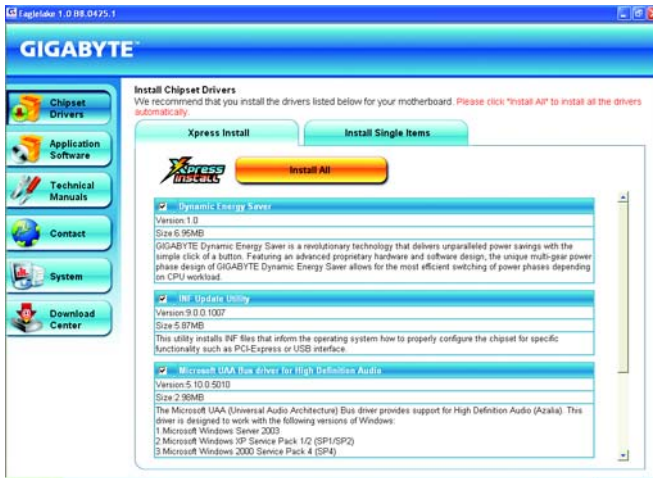 Eaglelake 1.0 B8.0425.1
GIGABYTE™
Chipset
Drivers
Application
Software
Technical
Manuals
Contact
System
Download
Center
Install Chipset Drivers
We recommend that you install the drivers listed below for your motherboard. Please click "Install All" to install all the drivers
automatically.
Xpress Install
Install Single Items
Xpress
INSTALL
Install All
Dynamic Energy Saver
Version:1.0
Size:6.95MB
GIGABYTE Dynamic Energy Saver is a revolutionary technology that delivers unparalleled power savings with the
simple click of a button. Featuring an advanced proprietary hardware and software design, the unique multi-gear power
phase design of GIGABYTE Dynamic Energy Saver allows for the most efficient switching of power phases depending
on CPU workload.
INF Update Utility
Version:9.0.0.1007
Size:5.87MB
This utility installs INF files that inform the operating system how to properly configure the chipset for specific
functionality such as PCI-Express or USB interface.
Microsoft UAA Bus driver for High Definition Audio
Version:5.10.0.5010
Size:2.98MB
The Microsoft UAA (Universal Audio Architecture) Bus driver provides support for High Definition Audio (Azalia). This
driver is designed to work with the following versions of Windows:
1.Microsoft Windows Server 2003
2.Microsoft Windows XP Service Pack 1/2 (SP1/SP2)
3.Microsoft Windows 2000 Service Pack 4 (SP4)